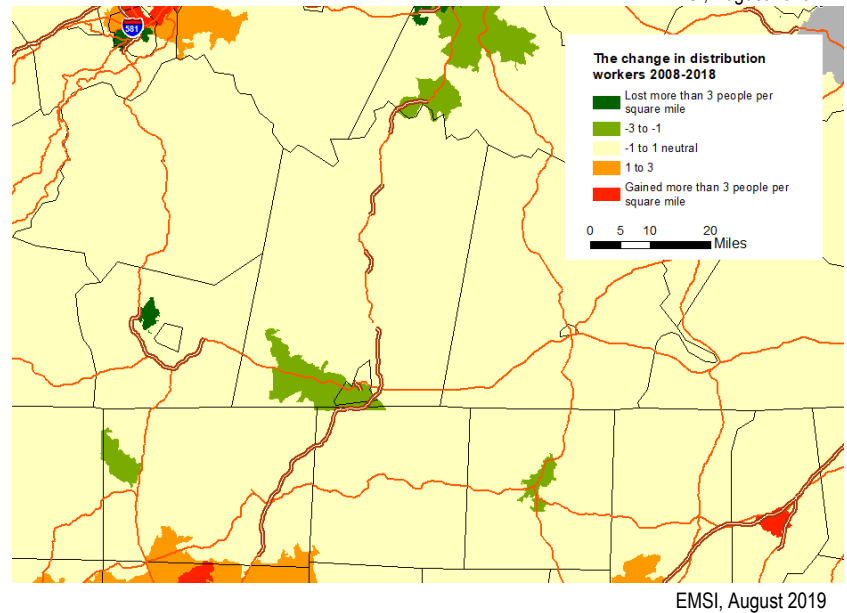 581
The change in distribution
workers 2008-2018
Lost more than 3 people per
square mile
-3 to -1
-1 to 1 neutral
1 to 3
Gained more than 3 people per
square mile
0 5 10 20
Miles
EMSI, August 2019